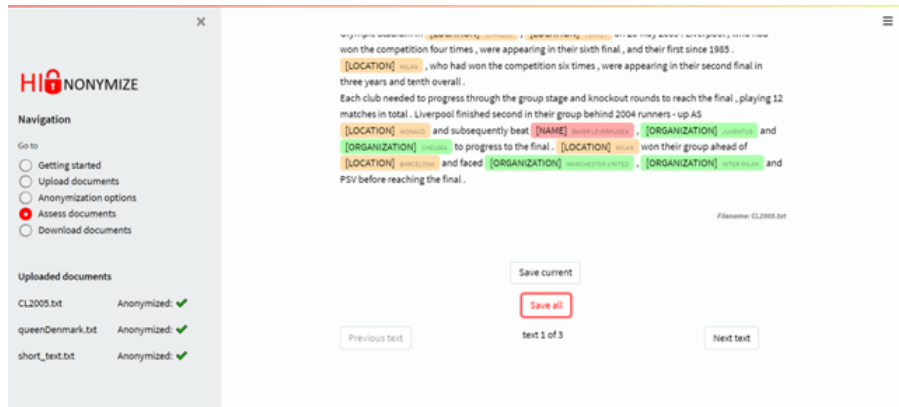 ×
HI NONYMIZE
Navigation
Go to
Getting started
Upload documents
Anonymization options
Assess documents
Download documents
Uploaded documents
CL2005.txt Anonymized: ✔
queenDenmark.txt Anonymized: ✔
short_text.txt Anonymized: ✔
won the competition four times , were appearing in their sixth final , and their first since 1985 .
[LOCATION] MILAN , who had won the competition six times , were appearing in their second final in
three years and tenth overall .
Each club needed to progress through the group stage and knockout rounds to reach the final , playing 12
matches in total . Liverpool finished second in their group behind 2004 runners - up AS
[LOCATION] MONACO and subsequently beat [NAME] BAYER LEVERKUSEN , [ORGANIZATION] JUVENTUS and
[ORGANIZATION] CHELSEA to progress to the final . [LOCATION] MILAN won their group ahead of
[LOCATION] BARCELONA and faced [ORGANIZATION] MANCHESTER UNITED , [ORGANIZATION] INTER MILAN and
PSV before reaching the final .
Filename: CL2005.txt
Save current
Save all
Previous text text 1 of 3 Next text